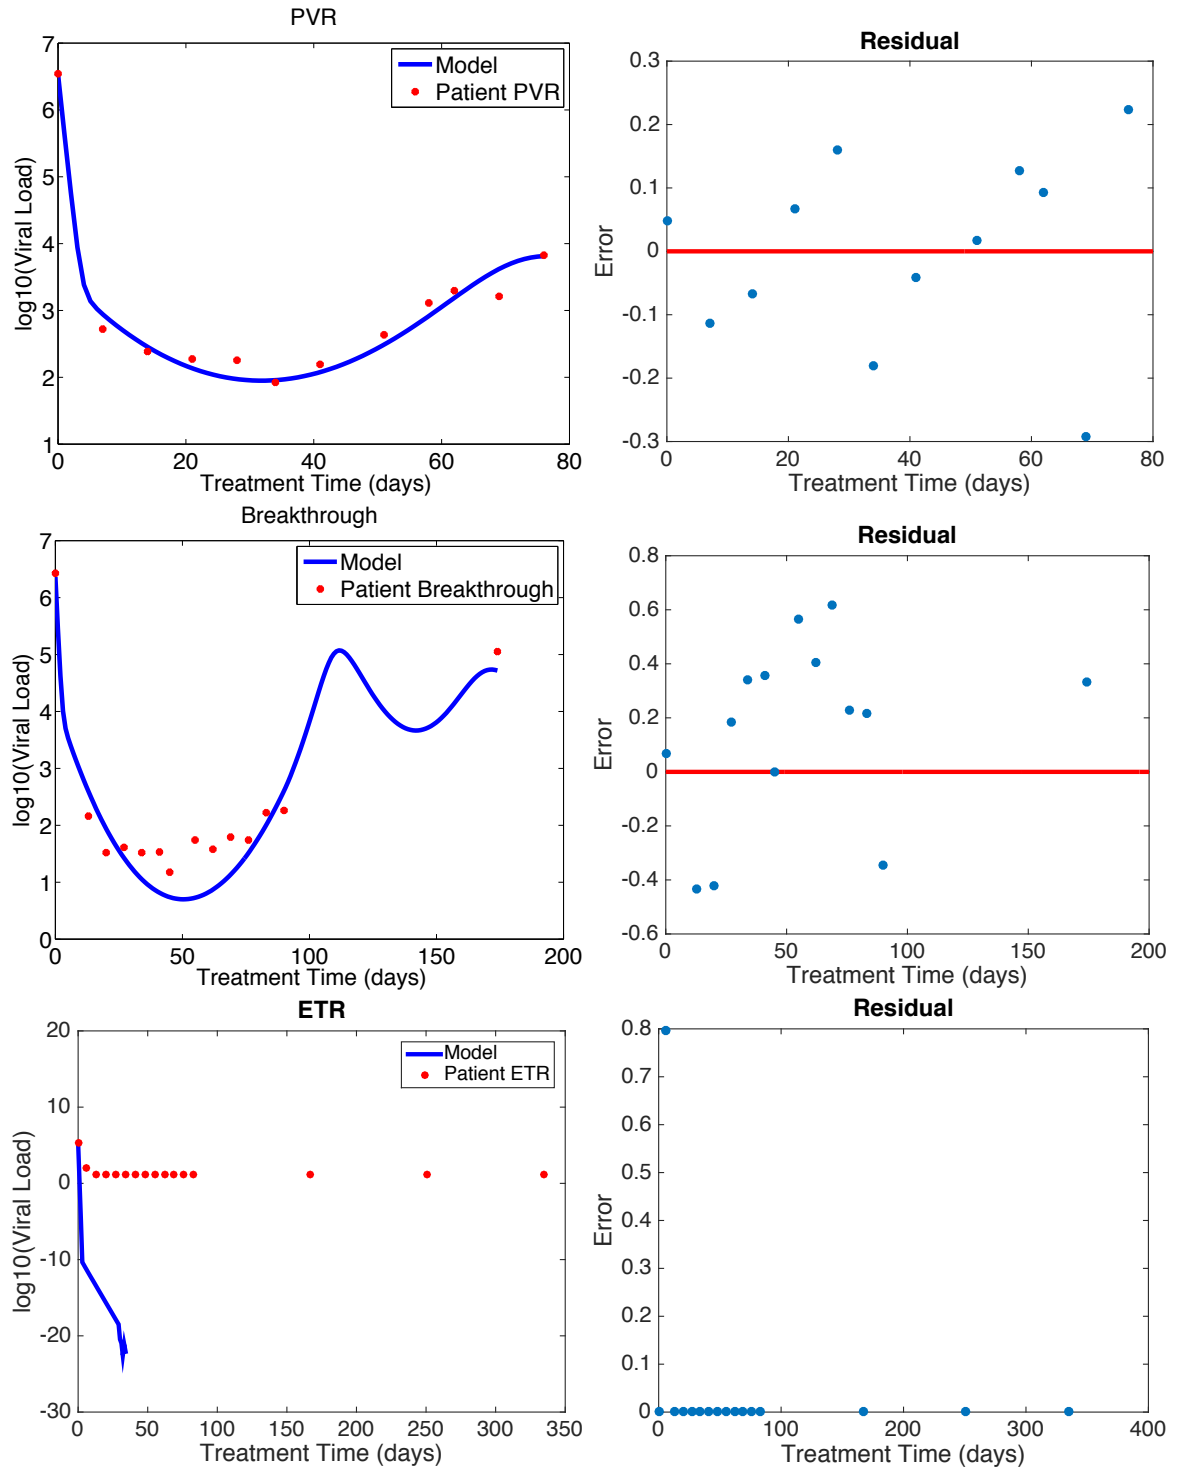 PVR
7
6
5
4
3
2
1
log10(Viral Load)
Model
Patient PVR
0 20 40 60 80
Treatment Time (days)
Residual
0.3
0.2
0.1
0
-0.1
-0.2
-0.3
Error
0 20 40 60 80
Treatment Time (days)
Breakthrough
7
6
5
4
3
2
1
0
log10(Viral Load)
Model
Patient Breakthrough
0 50 100 150 200
Treatment Time (days)
Residual
0.8
0.6
0.4
0.2
0
-0.2
-0.4
-0.6
Error
0 50 100 150 200
Treatment Time (days)
ETR
20
10
0
-10
-20
-30
log10(Viral Load)
Model
Patient ETR
0 50 100 150 200 250 300 350
Treatment Time (days)
Residual
0.8
0.7
0.6
0.5
0.4
0.3
0.2
0.1
0
Error
0 100 200 300 400
Treatment Time (days)